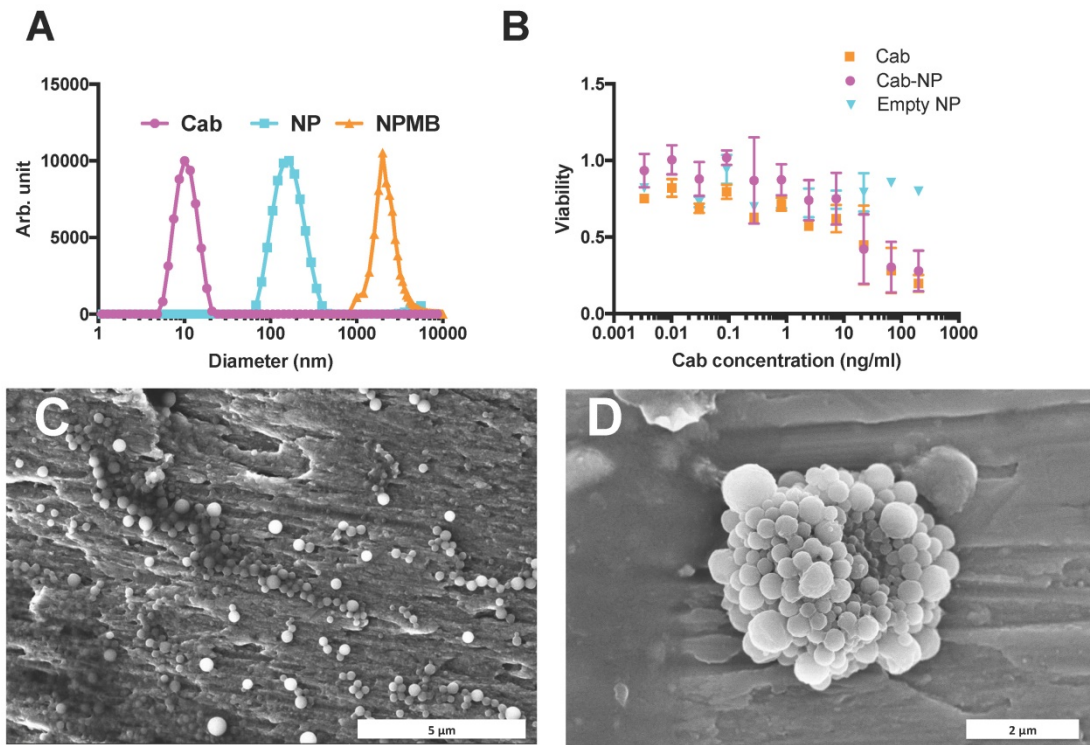 A
Cab NP NPMB
15000
10000
5000
0
1 10 100 1000 10000
Arb. unit
Diameter (nm)
B
Cab
Cab-NP
Empty NP
1.5
1.0
0.5
0.0
0.001 0.01 0.1 1 10 100 1000
Viability
Cab concentration (ng/ml)
C
5 μm
D
2 μm